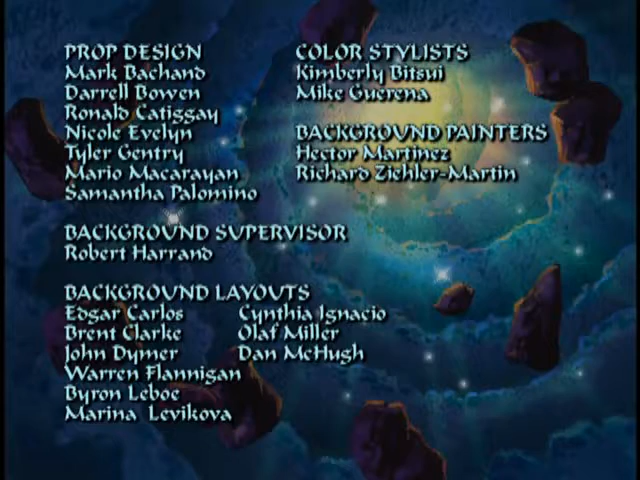 PROP DESIGN
Mark Bachand
Darrell Bowen
Ronald Catiggay
Nicole Evelyn
Tyler Gentry
Mario Macarayan
Samantha Palomino
BACKGROUND SUPERVISOR
Robert Harrand
BACKGROUND LAYOUTS
Edgar Carlos
Brent Clarke
John Dymer
Warren Flannigan
Byron Leboe
Marina Levikova
Cynthia Ignacio
Olaf Miller
Dan McHugh
COLOR STYLISTS
Kimberly Bitsui
Mike Guerena
BACKGROUND PAINTERS
Hector Martinez
Richard Ziehler-Martin